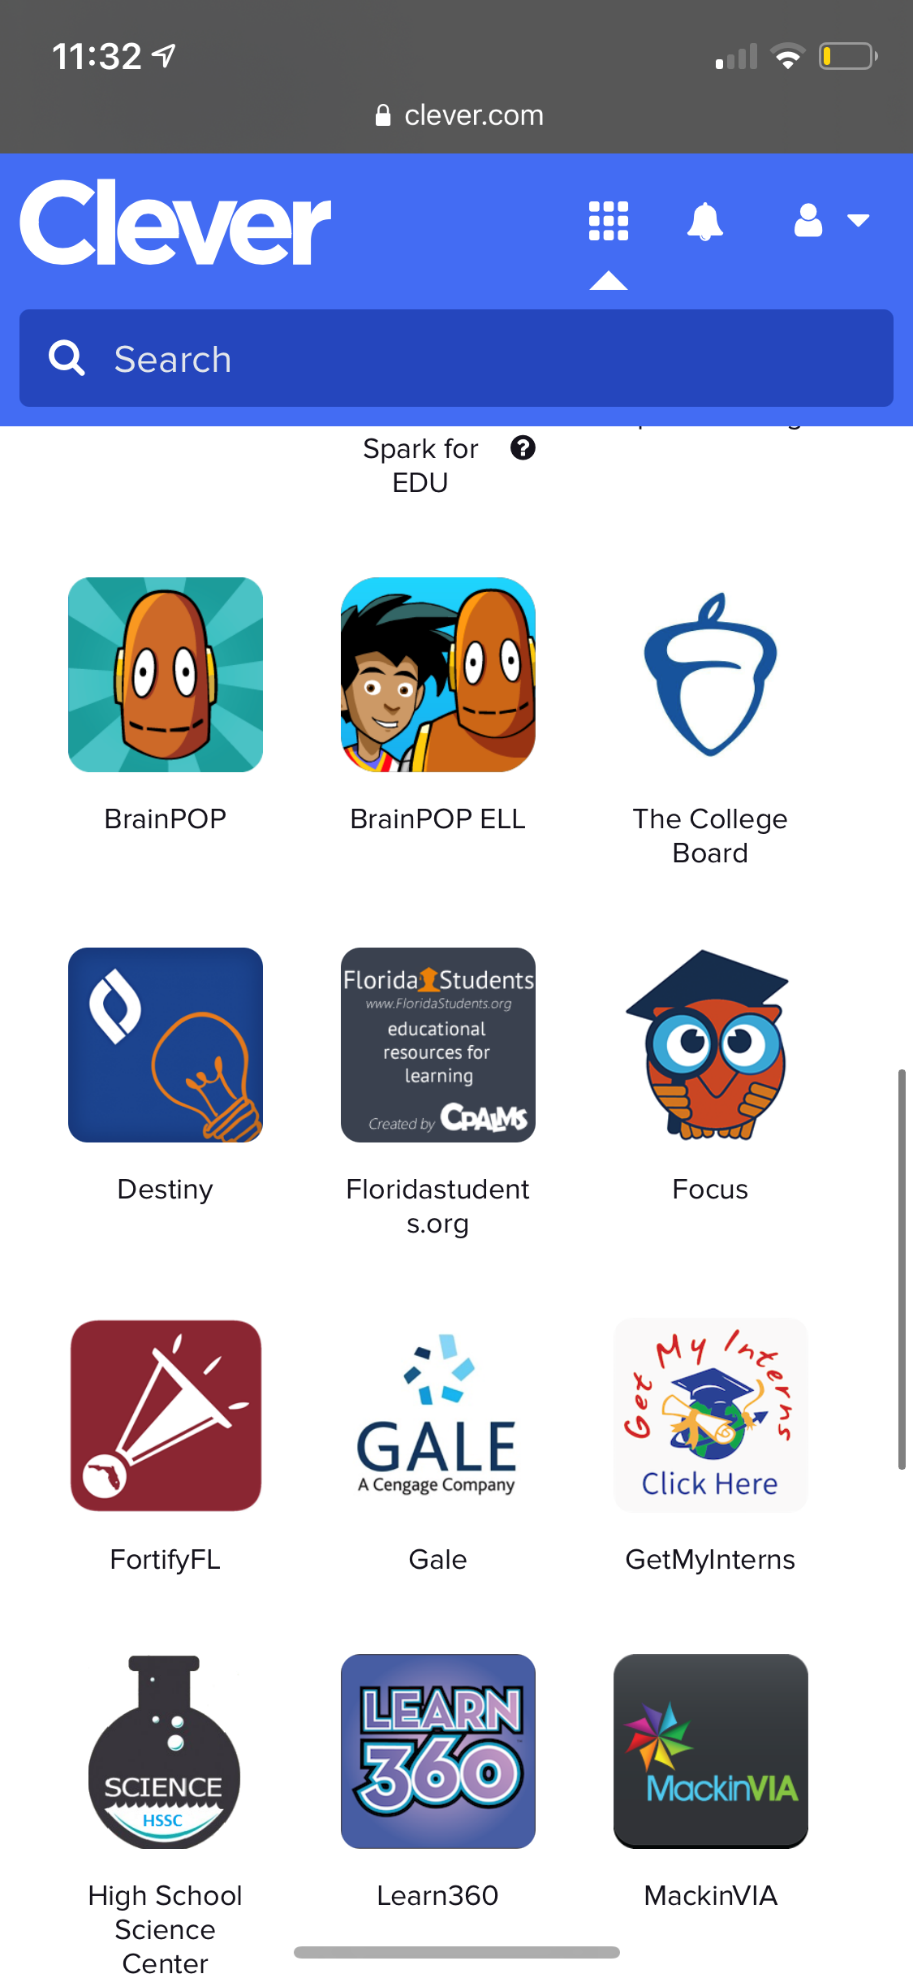 11:32
clever.com
Clever
Search
Spark for
EDU
?
BrainPOP
BrainPOP ELL
The College
Board
Florida Students
www.FloridaStudents.org
educational
resources for
learning
Created by CPALMS
Destiny
Floridastudent
s.org
Focus
GALE
A Cengage Company
Get My Interns
Click Here
FortifyFL
Gale
GetMyInterns
SCIENCE
HSSC
LEARN
360
MackinVIA
High School
Science
Center
Learn360
MackinVIA